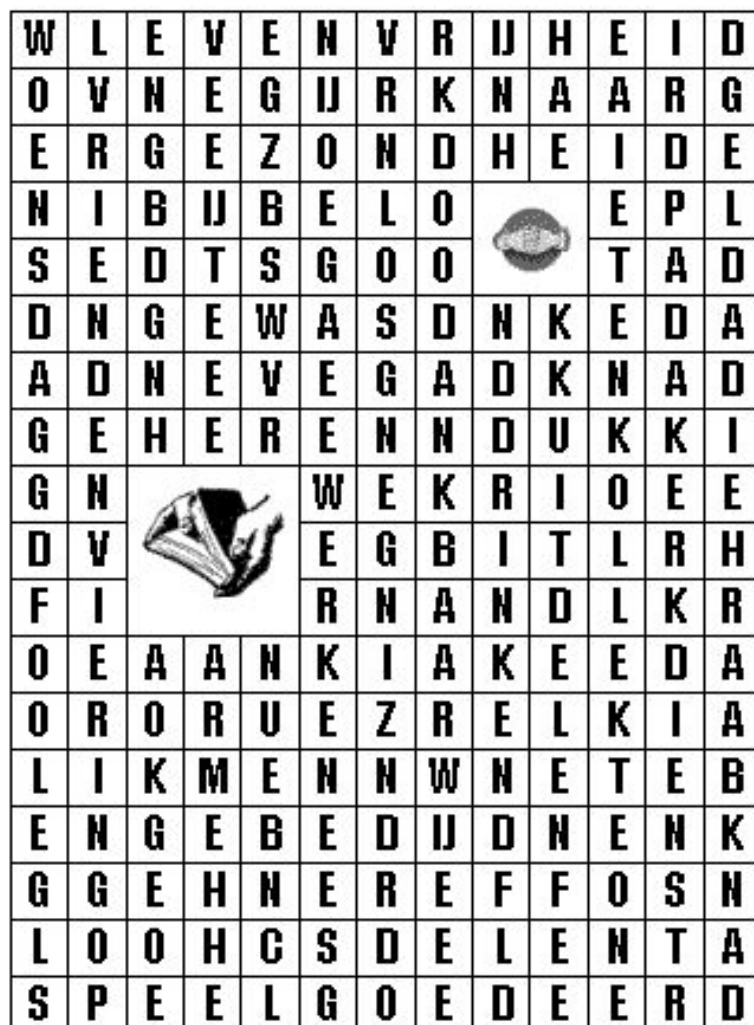 W L E V E N V R IJ H E I D
O V N E G IJ R K N A A R G
E R G E Z O N D H E I D E
N I B IJ B E L O E P L
S E D T S G O O T A D
D N G E W A S D N K E D A
A D N E V E G A D K N A D
G E H E R E N N D U K K I
G N W E K R I O E E
D V E G B I T L R H
F I R N A N D L K R
O E A A N K I A K E E D A
O R O R U E Z R E L K I A
L I K M E N N W N E T E B
E N G E B E D IJ D N E N K
G G E H N E R E F F O S N
L O O H C S D E L E N T A
S P E E L G O E D E E R D